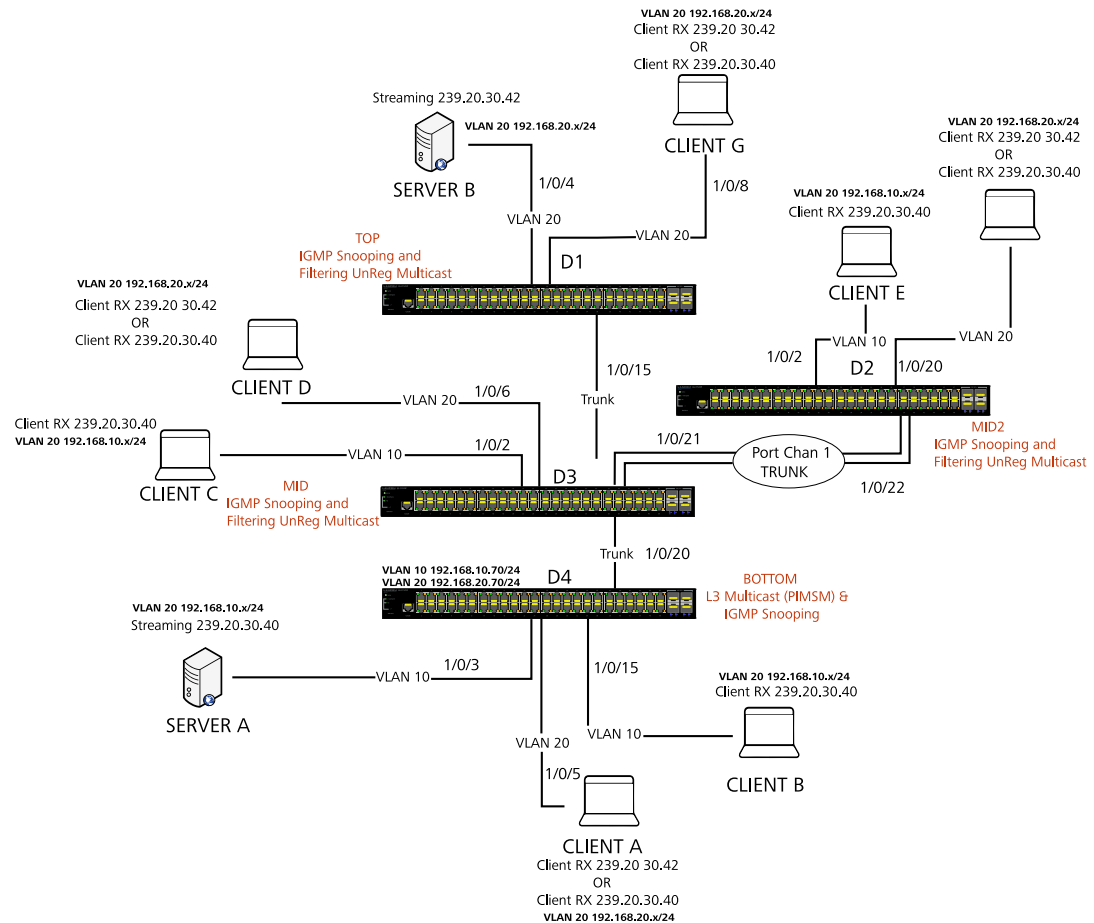 VLAN 20 192.168.20.x/24
Client RX 239.20 30.42
OR
Client RX 239.20.30.40
CLIENT G
Streaming 239.20.30.42
VLAN 20 192.168.20.x/24
SERVER B
1/0/4
VLAN 20
1/0/8
VLAN 20
VLAN 20 192.168.20.x/24
Client RX 239.20 30.42
OR
Client RX 239.20.30.40
VLAN 20 192.168.10.x/24
Client RX 239.20.30.40
CLIENT E
TOP
IGMP Snooping and
Filtering UnReg Multicast
D1
VLAN 20 192.168.20.x/24
Client RX 239.20 30.42
OR
Client RX 239.20.30.40
CLIENT D
1/0/15
Trunk
VLAN 10
VLAN 20
1/0/2
D2
1/0/20
MID2
IGMP Snooping and
Filtering UnReg Multicast
1/0/6
VLAN 20
Client RX 239.20.30.40
VLAN 20 192.168.10.x/24
CLIENT C
1/0/2
VLAN 10
1/0/21
Port Chan 1
TRUNK
1/0/22
MID
IGMP Snooping and
Filtering UnReg Multicast
D3
Trunk
1/0/20
VLAN 10 192.168.10.70/24
VLAN 20 192.168.20.70/24
D4
BOTTOM
L3 Multicast (PIMSM) &
IGMP Snooping
VLAN 20 192.168.10.x/24
Streaming 239.20.30.40
SERVER A
VLAN 10
1/0/3
1/0/15
VLAN 20 192.168.10.x/24
Client RX 239.20.30.40
VLAN 20
VLAN 10
1/0/5
CLIENT B
CLIENT A
Client RX 239.20 30.42
OR
Client RX 239.20.30.40
VLAN 20 192.168.20.x/24